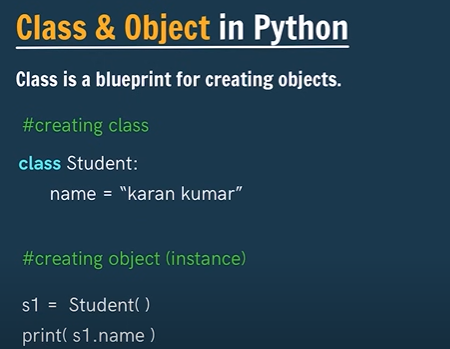 Class & Object in Python
Class is a blueprint for creating objects.
#creating class
class Student:
name = “karan kumar”
#creating object (instance)
s1 = Student( )
print( s1.name )